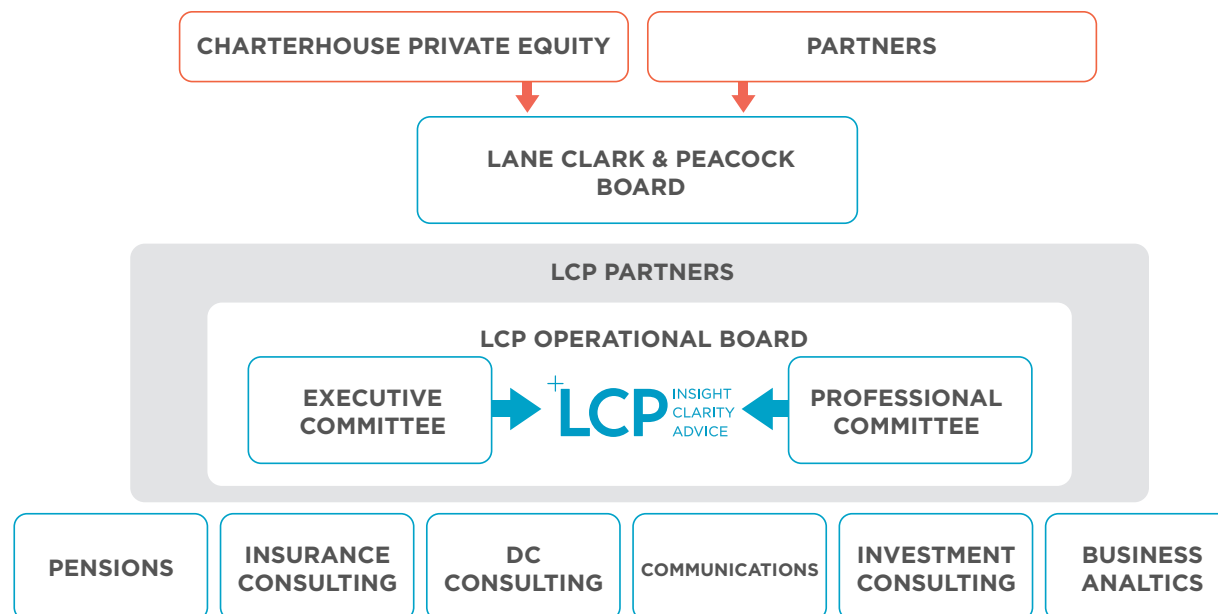 CHARTERHOUSE PRIVATE EQUITY
PARTNERS
LANE CLARK & PEACOCK
BOARD
LCP PARTNERS
LCP OPERATIONAL BOARD
EXECUTIVE
COMMITTEE
LCP
INSIGHT
CLARITY
ADVICE
PROFESSIONAL
COMMITTEE
PENSIONS
INSURANCE
CONSULTING
DC
CONSULTING
COMMUNICATIONS
INVESTMENT
CONSULTING
BUSINESS
ANALTICS